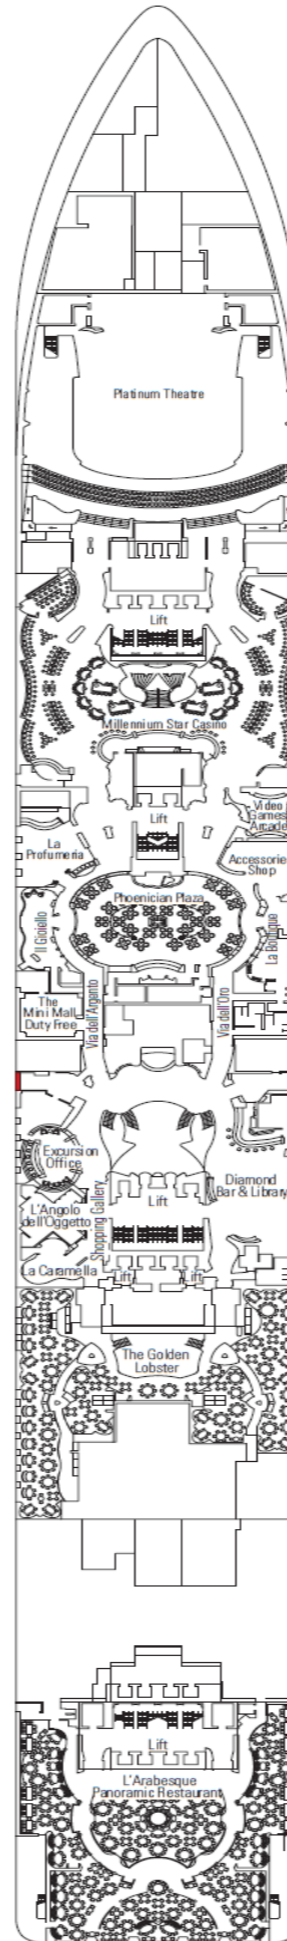 Platinum Theatre
Lift
Millennium Star Casino
Lift
Video
Games
Arcade
La
Profumeria
Accessorie
Shop
Phoenician Plaza
Il Gioiello
La Boutique
The
Mini Mall
Duty Free
Via dell'Argento
Via dell'Oro
Excursion
Office
Diamond
Bar & Library
L'Angolo
dell'Oggetto
Shopping Gallery
Lift
La Caramella
Lift
Lift
The Golden
Lobster
Lift
L'Arabesque
Panoramic Restaurant